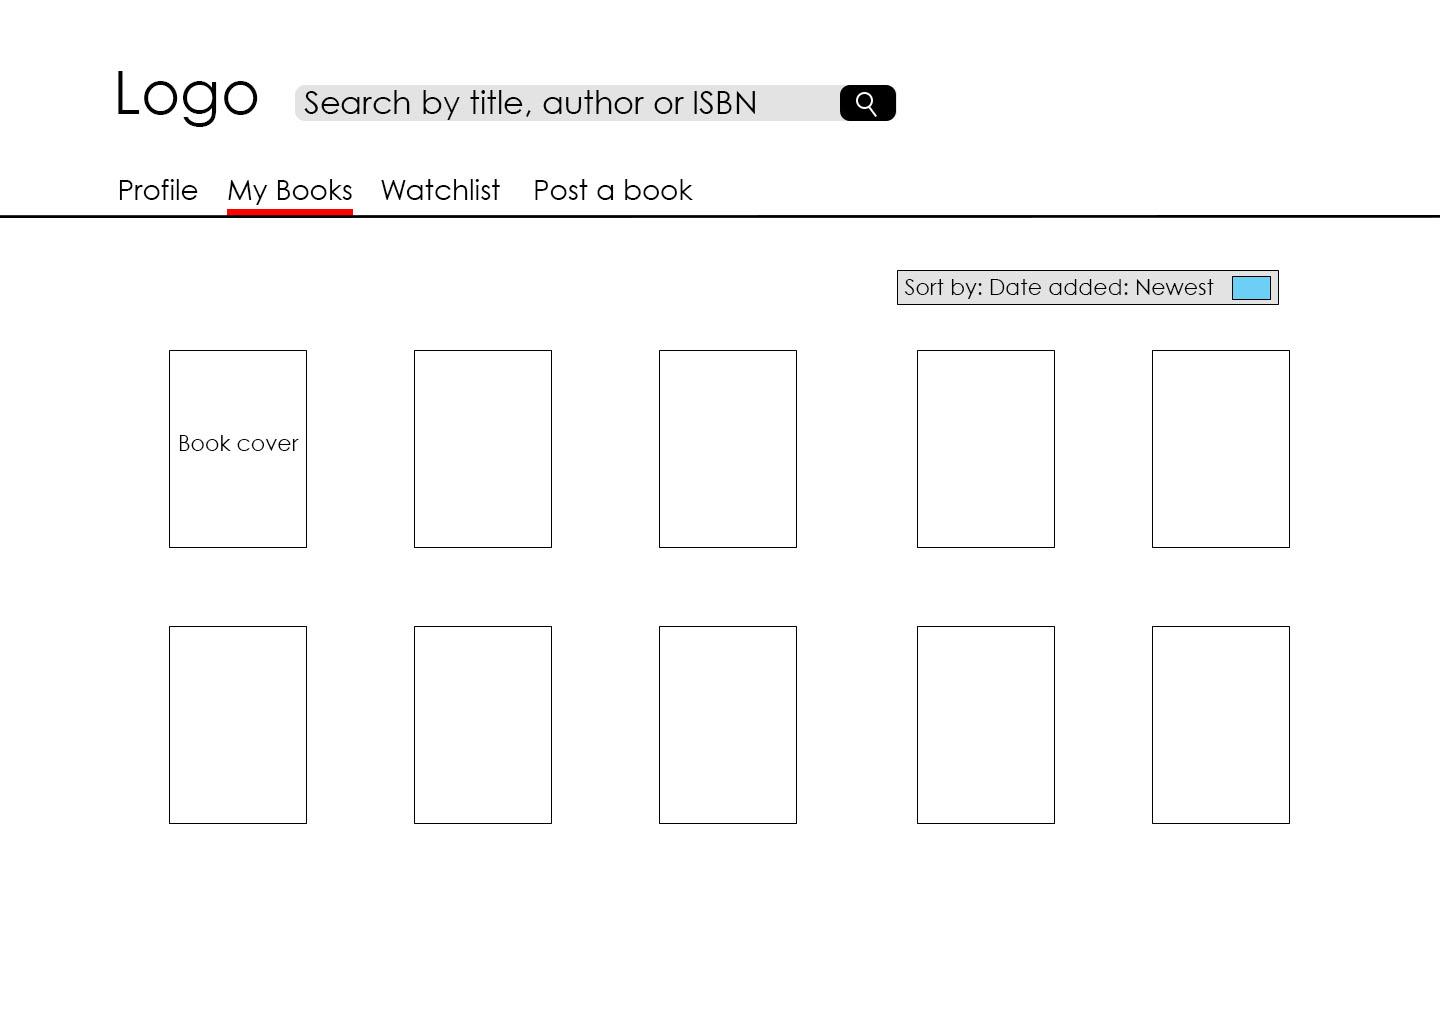 Logo
Search by title, author or ISBN
Profile My Books Watchlist Post a book
Sort by: Date added: Newest
Book cover